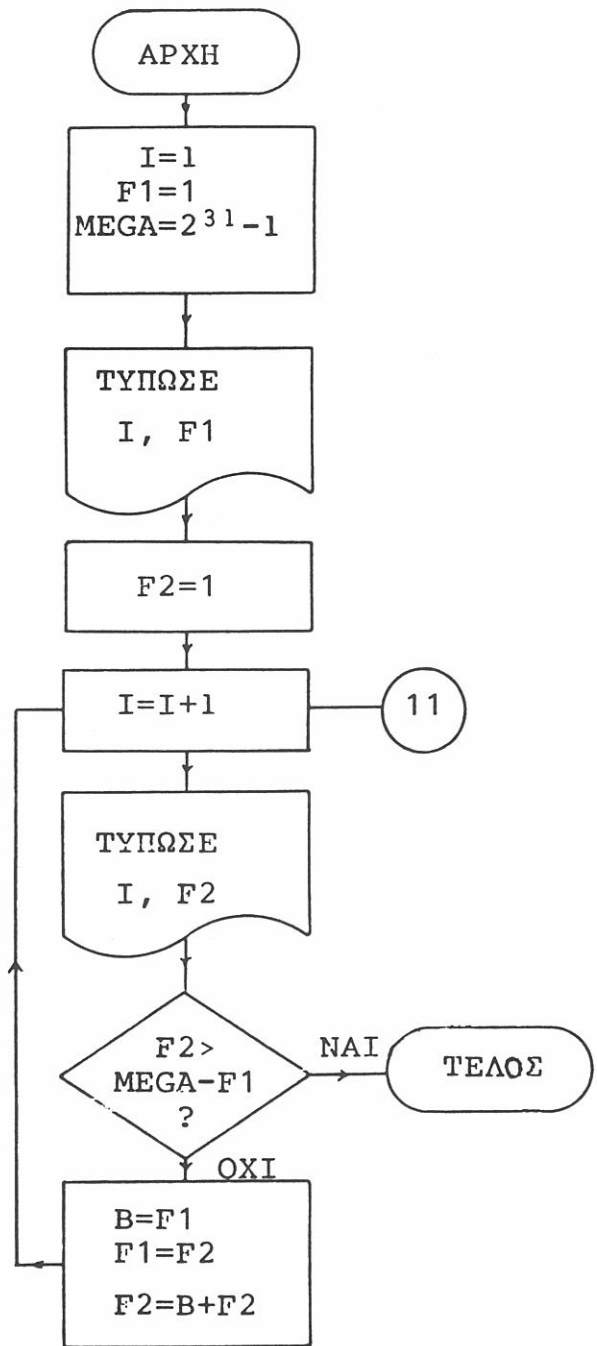 ΑΡΧΗ
I=1
F1=1
MEGA=2³¹-1
ΤΥΠΩΣΕ
I, F1
F2=1
I=I+1
11
ΤΥΠΩΣΕ
I, F2
F2>
MEGA-F1
?
ΝΑΙ
ΤΕΛΟΣ
ΟΧΙ
B=F1
F1=F2
F2=B+F2